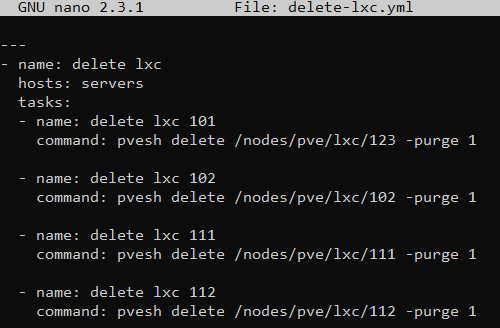 GNU nano 2.3.1 File: delete-lxc.yml
---
- name: delete lxc
hosts: servers
tasks:
- name: delete lxc 101
command: pvesh delete /nodes/pve/lxc/123 -purge 1
- name: delete lxc 102
command: pvesh delete /nodes/pve/lxc/102 -purge 1
- name: delete lxc 111
command: pvesh delete /nodes/pve/lxc/111 -purge 1
- name: delete lxc 112
command: pvesh delete /nodes/pve/lxc/112 -purge 1